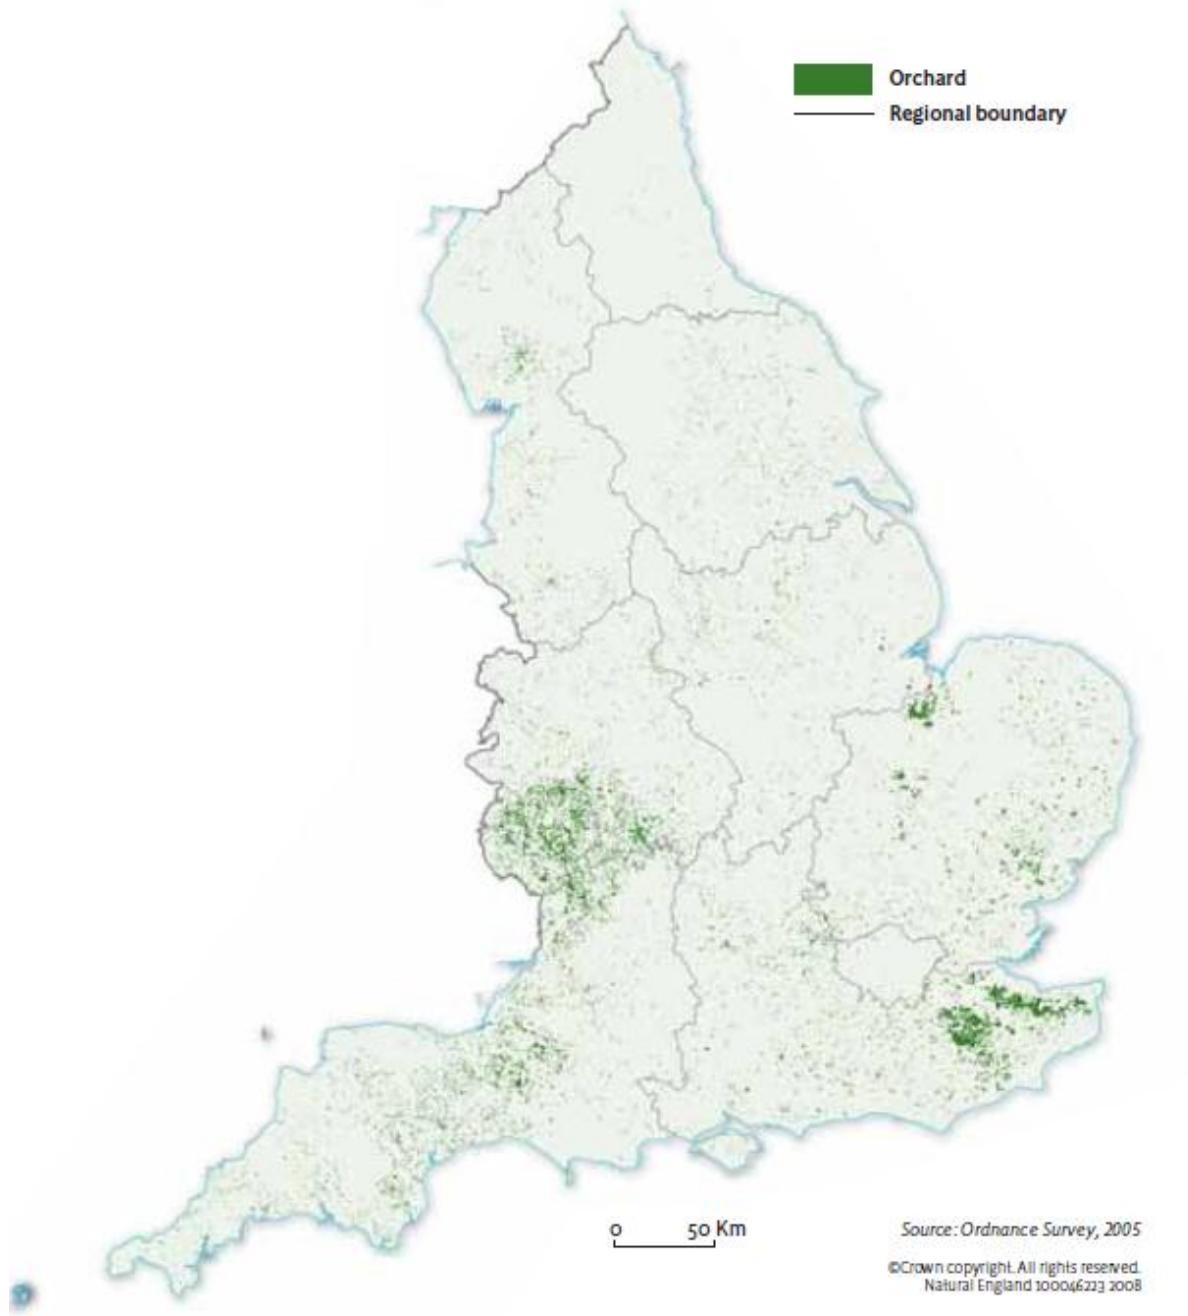 Orchard
Regional boundary
0 50 Km
Source: Ordnance Survey, 2005
©Crown copyright. All rights reserved.
Natural England 100046223 2008